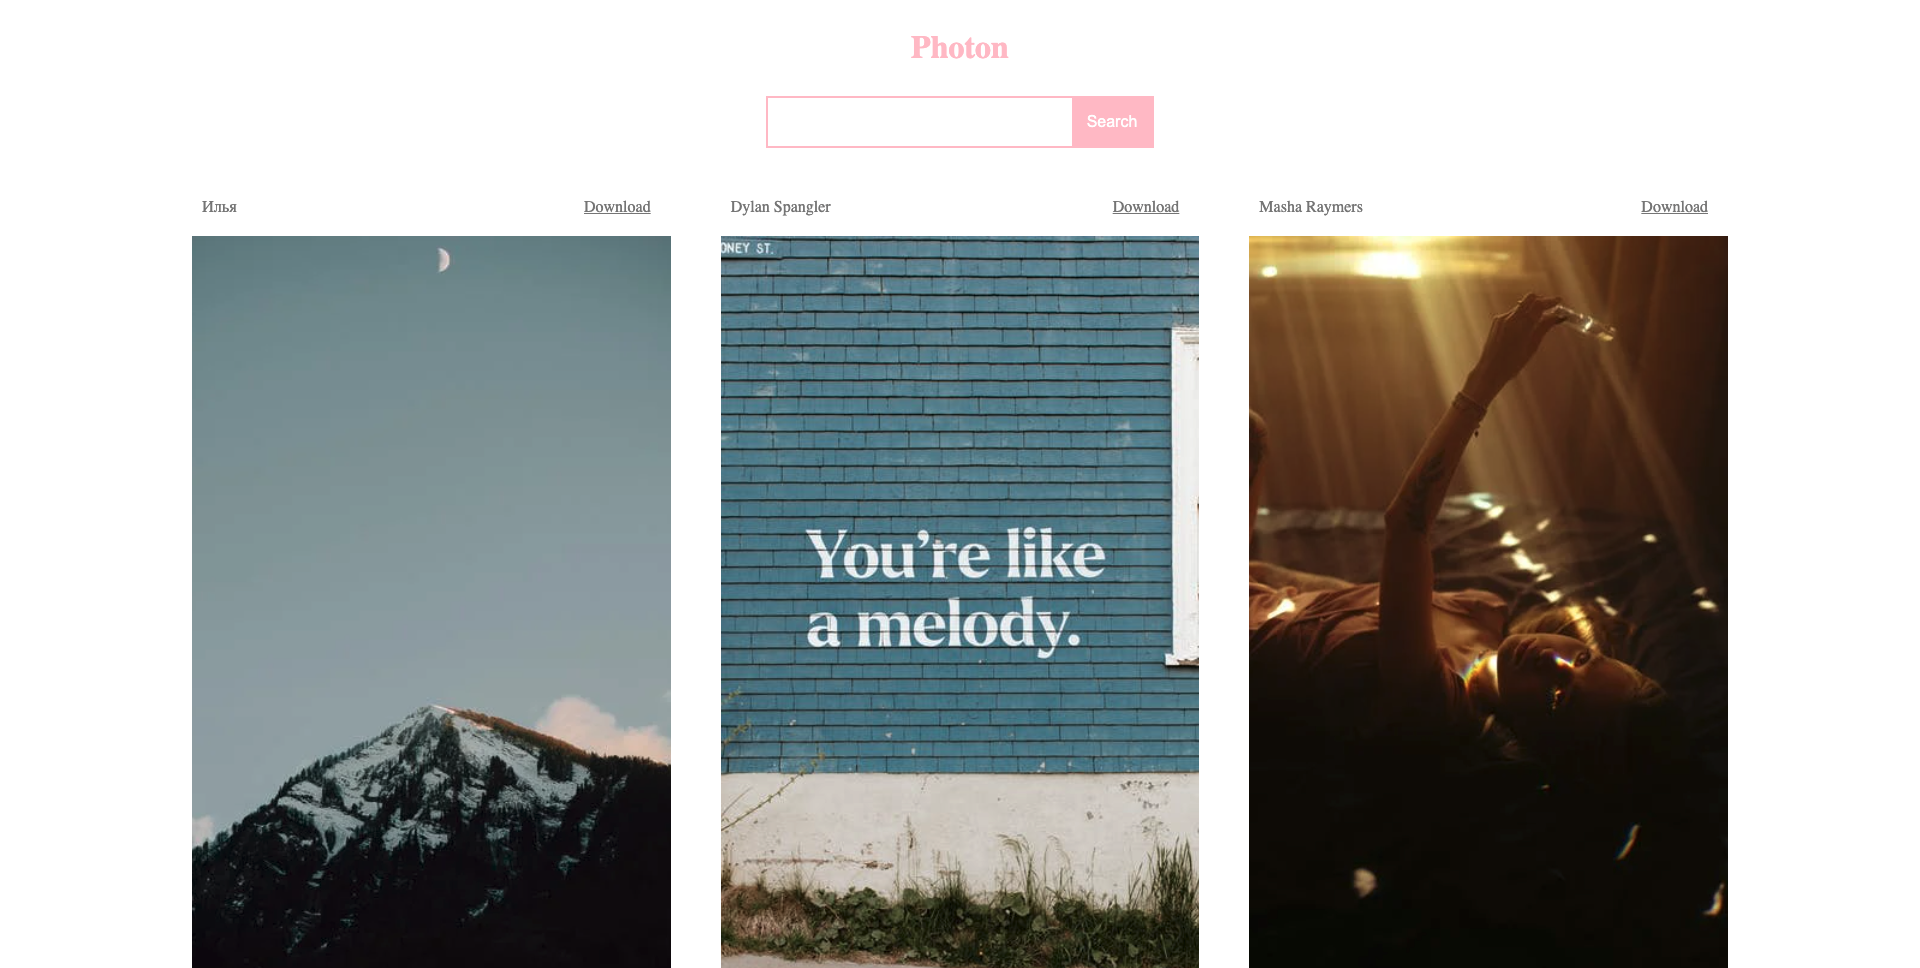 Photon
Search
Илья
Download
Dylan Spangler
Download
Masha Raymers
Download
ONEY ST.
You're like
a melody.